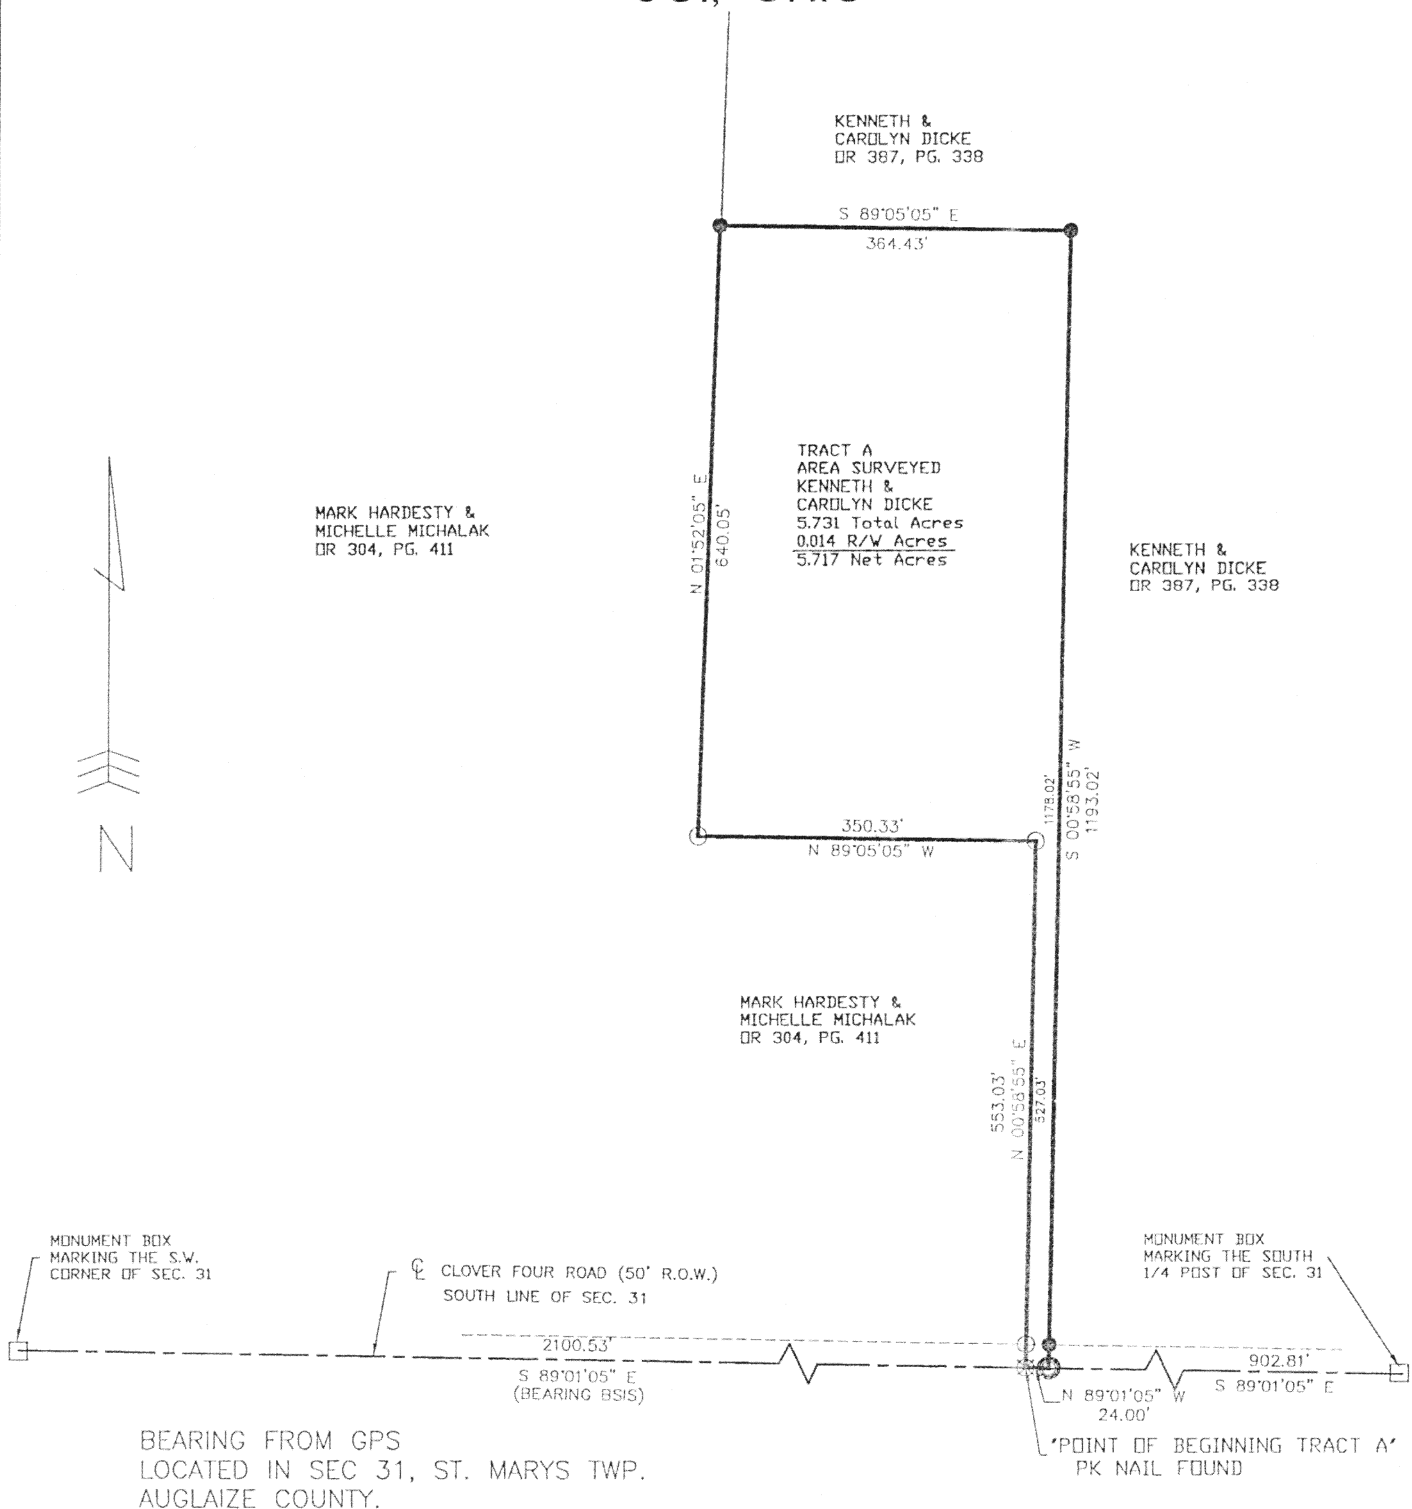 KENNETH &
CAROLYN DICKE
OR 387, PG. 338
S 89°05'05" E
364.43'
TRACT A
AREA SURVEYED
KENNETH &
CAROLYN DICKE
5.731 Total Acres
0.014 R/W Acres
5.717 Net Acres
N 01°52'05" E
640.05'
MARK HARDESTY &
MICHELLE MICHALAK
OR 304, PG. 411
KENNETH &
CAROLYN DICKE
OR 387, PG. 338
1178.02'
S 00°58'55" W
1193.02'
350.33'
N 89°05'05" W
N
MARK HARDESTY &
MICHELLE MICHALAK
OR 304, PG. 411
553.03'
N 00°58'55" E
527.03'
MONUMENT BOX
MARKING THE S.W.
CORNER OF SEC. 31
℄ CLOVER FOUR ROAD (50' R.O.W.)
SOUTH LINE OF SEC. 31
MONUMENT BOX
MARKING THE SOUTH
1/4 POST OF SEC. 31
2100.53'
S 89°01'05" E
(BEARING BSIS)
902.81'
S 89°01'05" E
N 89°01'05" W
24.00'
'POINT OF BEGINNING TRACT A'
PK NAIL FOUND
BEARING FROM GPS
LOCATED IN SEC 31, ST. MARYS TWP.
AUGLAIZE COUNTY.